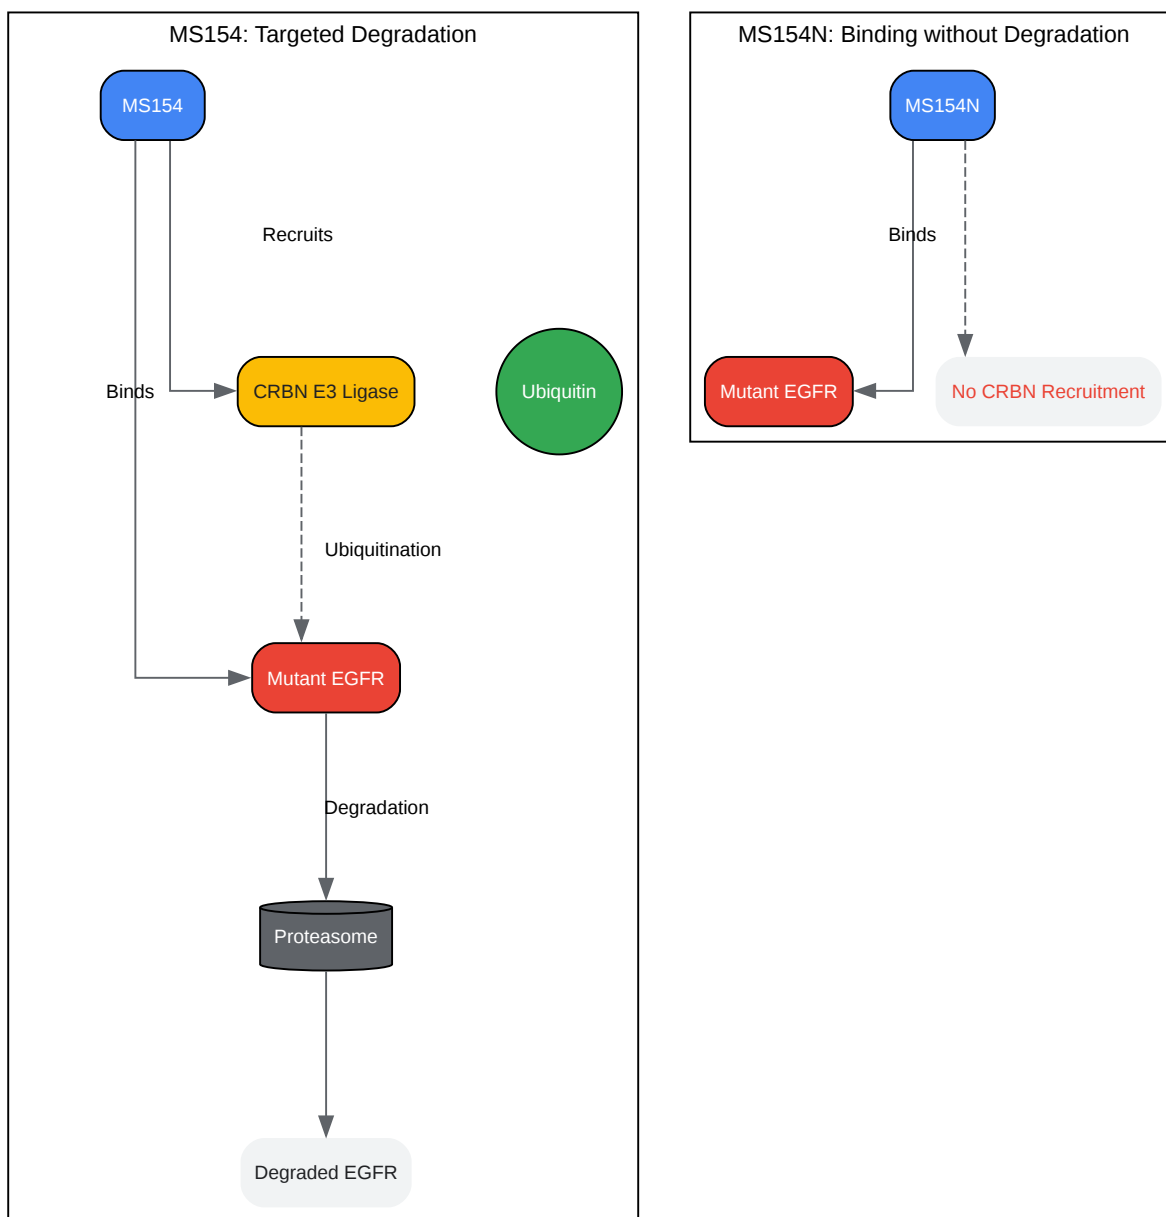 MS154: Targeted Degradation
MS154
Recruits
Binds
CRBN E3 Ligase
Ubiquitin
Ubiquitination
Mutant EGFR
Degradation
Proteasome
Degraded EGFR
MS154N: Binding without Degradation
MS154N
Binds
Mutant EGFR
No CRBN Recruitment